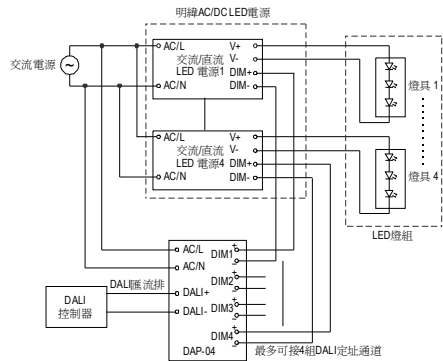 明緯AC/DC LED電源
AC/L
交流/直流
LED 電源1
AC/N
V+
V-
DIM+
DIM-
交流電源
~
AC/L
交流/直流
LED 電源4
AC/N
V+
V-
DIM+
DIM-
燈具 1
燈具 4
LED燈組
AC/L
AC/N
DALI匯流排
DALI+
DALI-
DALI
控制器
DIM1
+
-
DIM2
+
-
DIM3
+
-
DIM4
+
-
DAP-04
最多可接4組DALI定址通道